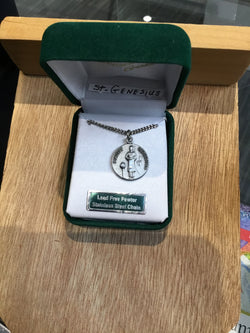 St. GENESIUS
Lead Free Pewter
Stainless Steel Chain